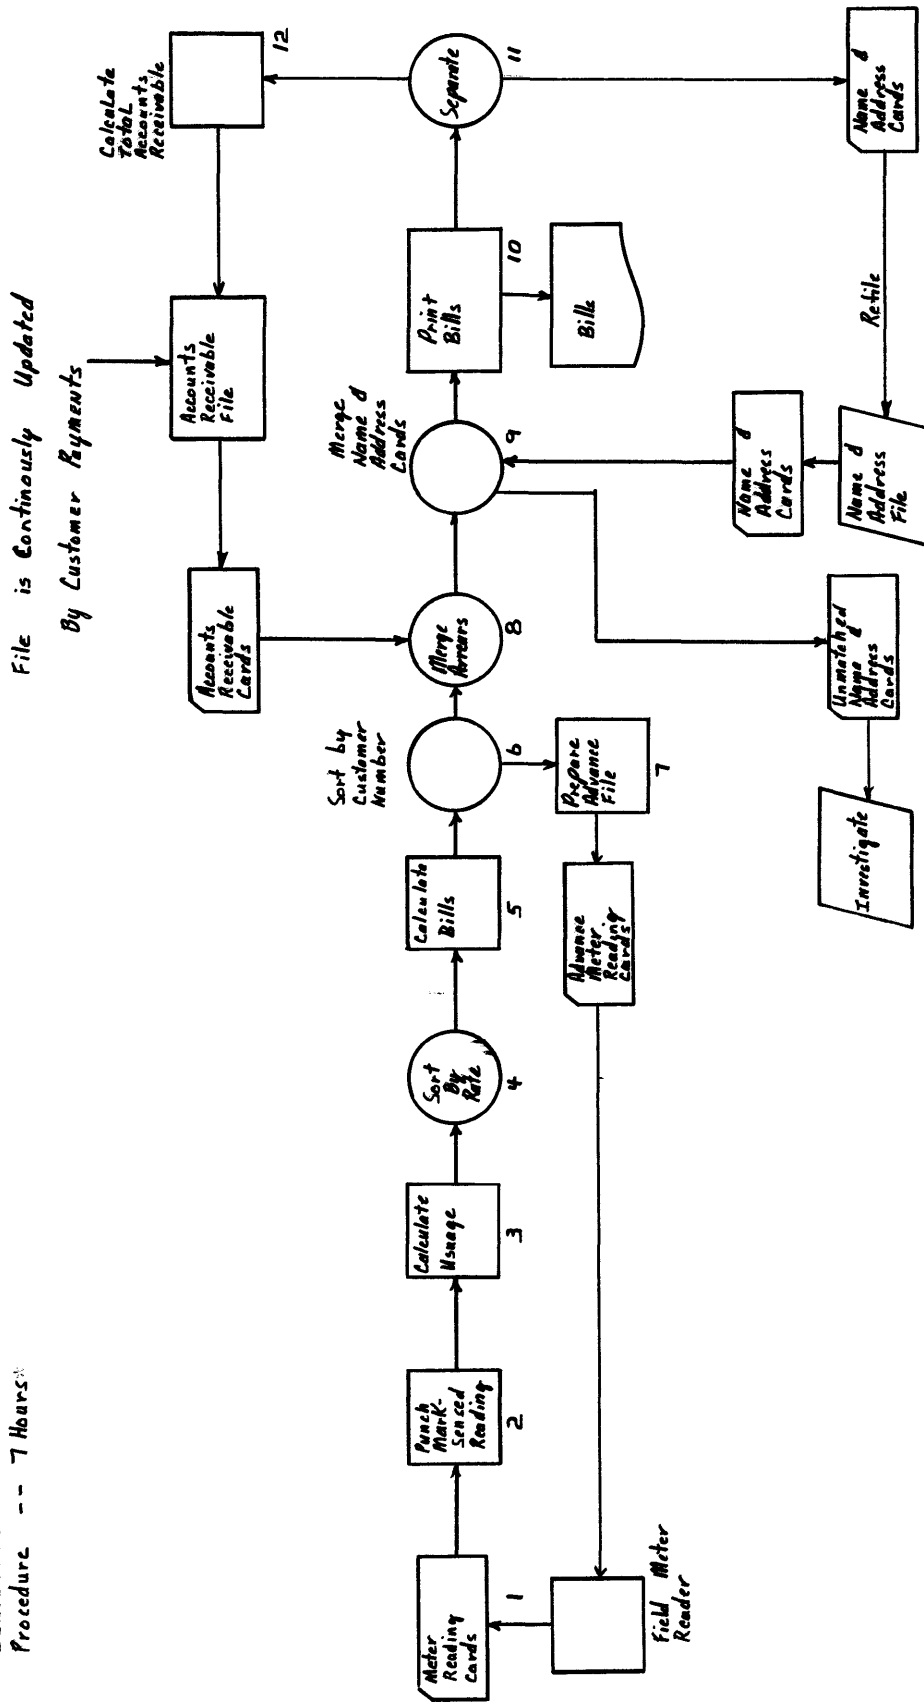 Procedure -- 7 Hours
File is Continously Updated
By Customer Payments
Meter
Reading
Cards
1
Field Meter
Reader
Punch
Mark-
Sensed
Reading
2
Calculate
Usuage
3
Sort
By
Rate
4
Calculate
Bills
5
Sort by
Customer
Number
6
Prepare
Advance
File
7
Advance
Meter
Reading
Cards
Accounts
Receivable
Cards
Merge
Arrears
8
Accounts
Receivable
File
Merge
Name &
Address
Cards
9
Unmatched
Name &
Address
Cards
Investigate
Name &
Address
Cards
Name &
Address
File
Refile
Print
Bills
10
Bills
Separate
11
Calculate
Total
Accounts
Receivable
12
Name &
Address
Cards